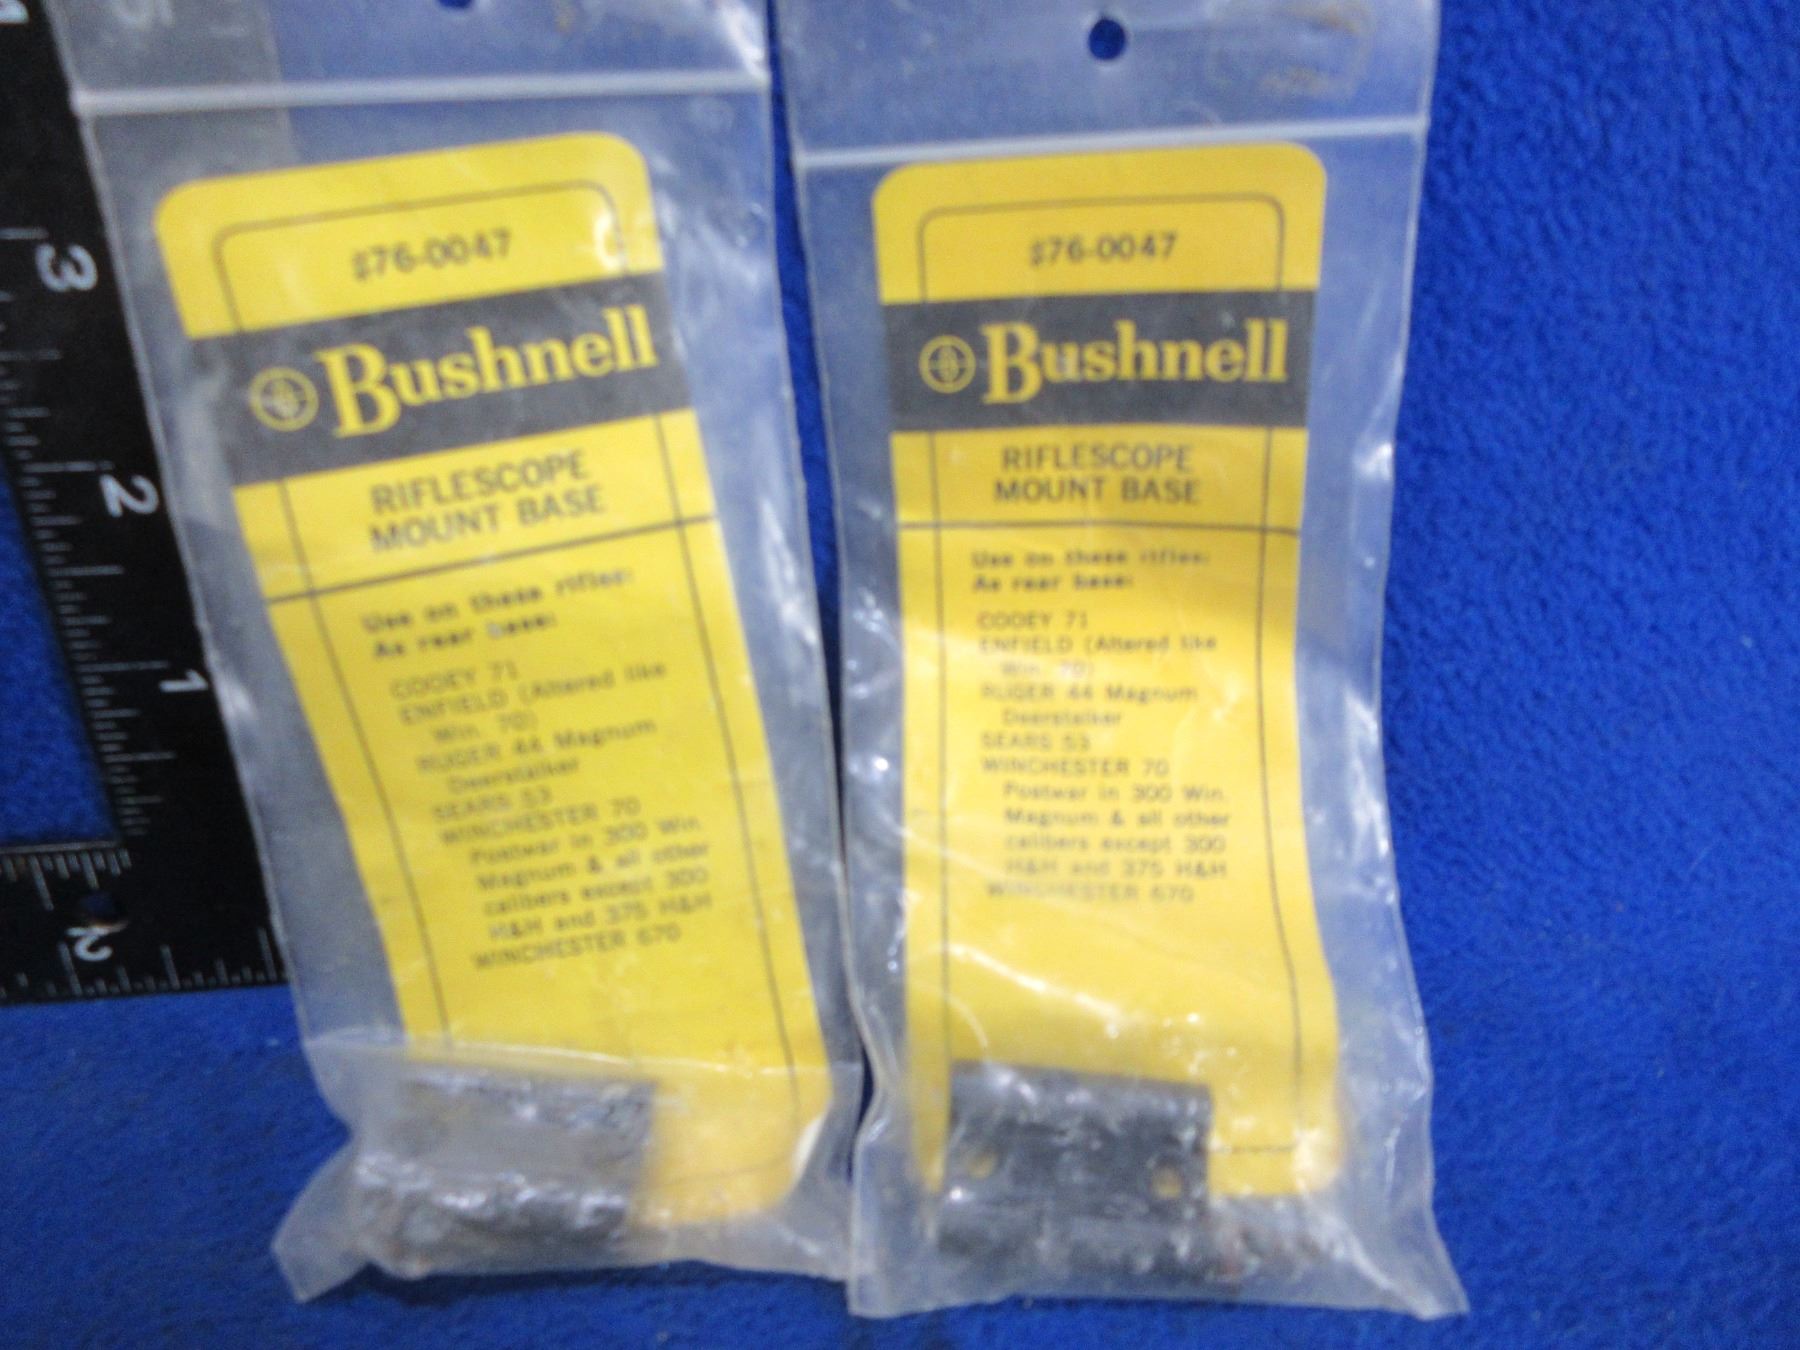 $76-0047
Bushnell
RIFLESCOPE
MOUNT BASE
Use on these rifles:
As rear base:
COOEY 71
ENFIELD (Altered like
Win. 70)
RUGER 44 Magnum
Deerstalker
SEARS 53
WINCHESTER 70
Postwar in 300 Win.
Magnum & all other
calibers except 300
H&H and 375 H&H
WINCHESTER 670
$76-0047
Bushnell
RIFLESCOPE
MOUNT BASE
Use on these rifles:
As rear base:
COOEY 71
ENFIELD (Altered like
Win. 70)
RUGER 44 Magnum
Deerstalker
SEARS 53
WINCHESTER 70
Postwar in 300 Win.
Magnum & all other
calibers except 300
H&H and 375 H&H
WINCHESTER 670
3
2
1
2